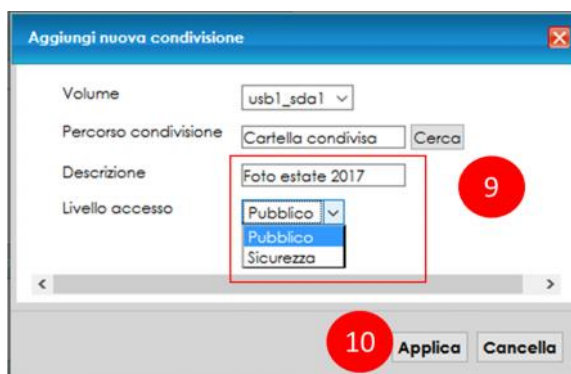 Aggiungi nuova condivisione
Volume usb1_sda1
Percorso condivisione Cartella condivisa Cerca
Descrizione Foto estate 2017
Livello accesso Pubblico
Pubblico
Sicurezza
9
10 Applica Cancella